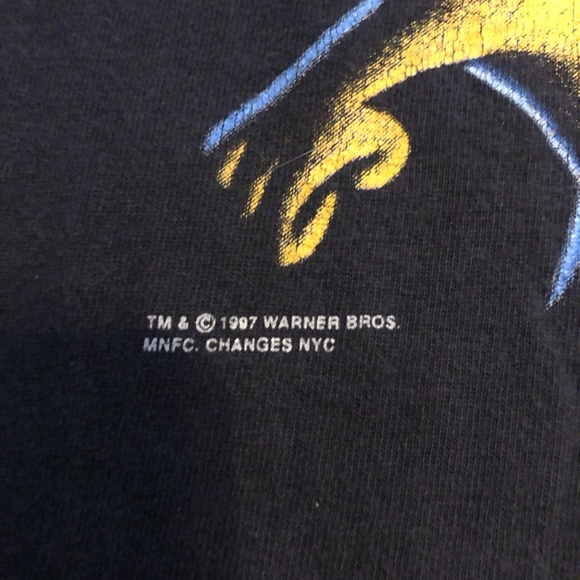 TM & © 1997 WARNER BROS.
MNFC. CHANGES NYC